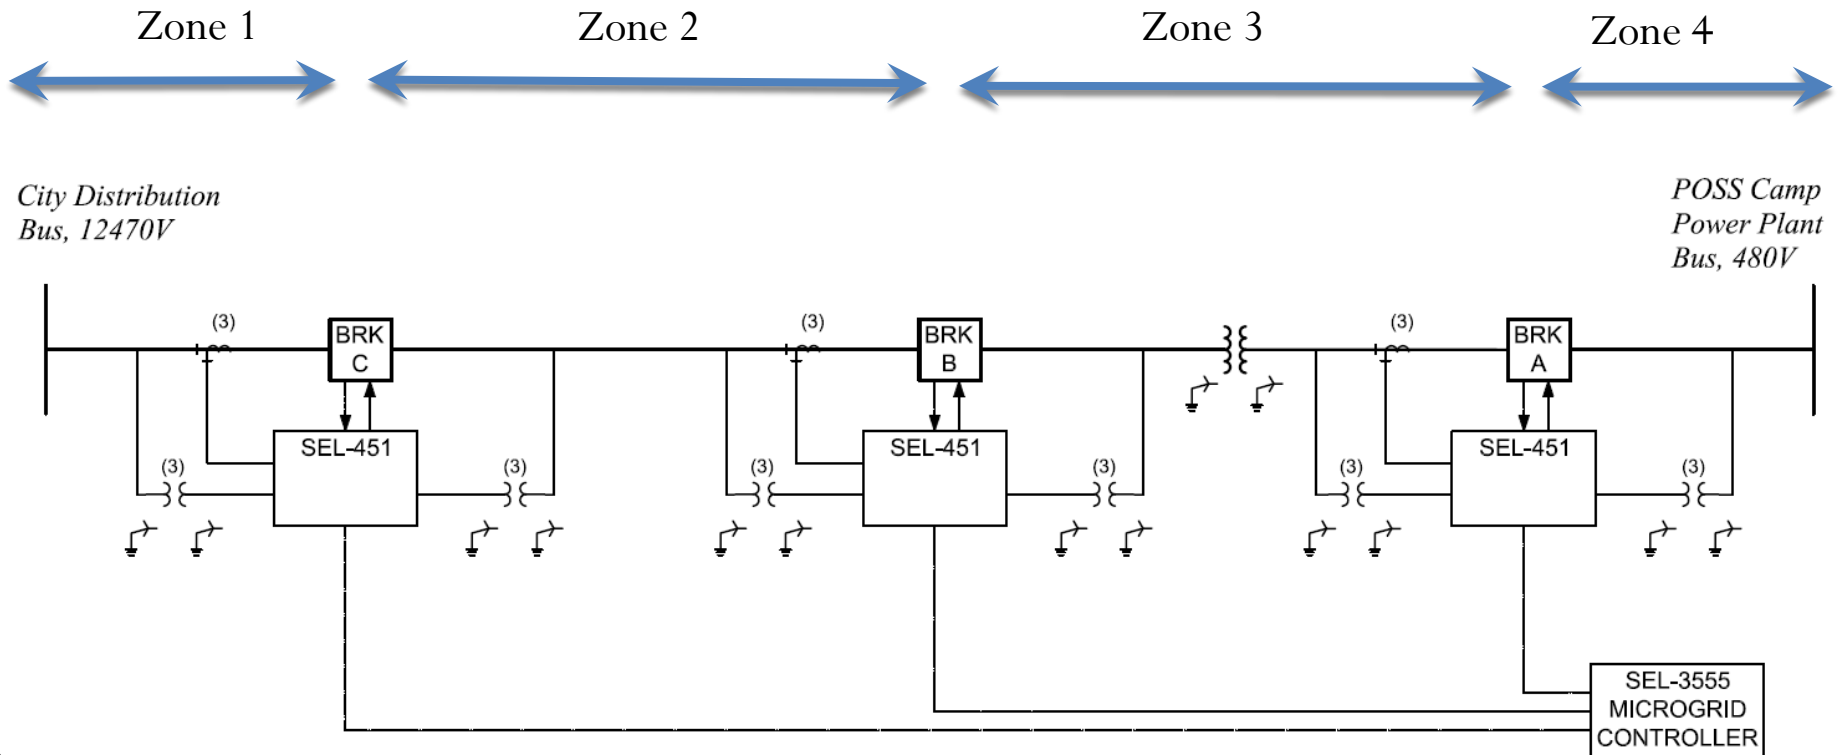 Zone 1
Zone 2
Zone 3
Zone 4
City Distribution
Bus, 12470V
POSS Camp
Power Plant
Bus, 480V
(3)
BRK
C
(3)
BRK
B
(3)
BRK
A
SEL-451
SEL-451
SEL-451
(3)
(3)
(3)
(3)
(3)
(3)
SEL-3555
MICROGRID
CONTROLLER